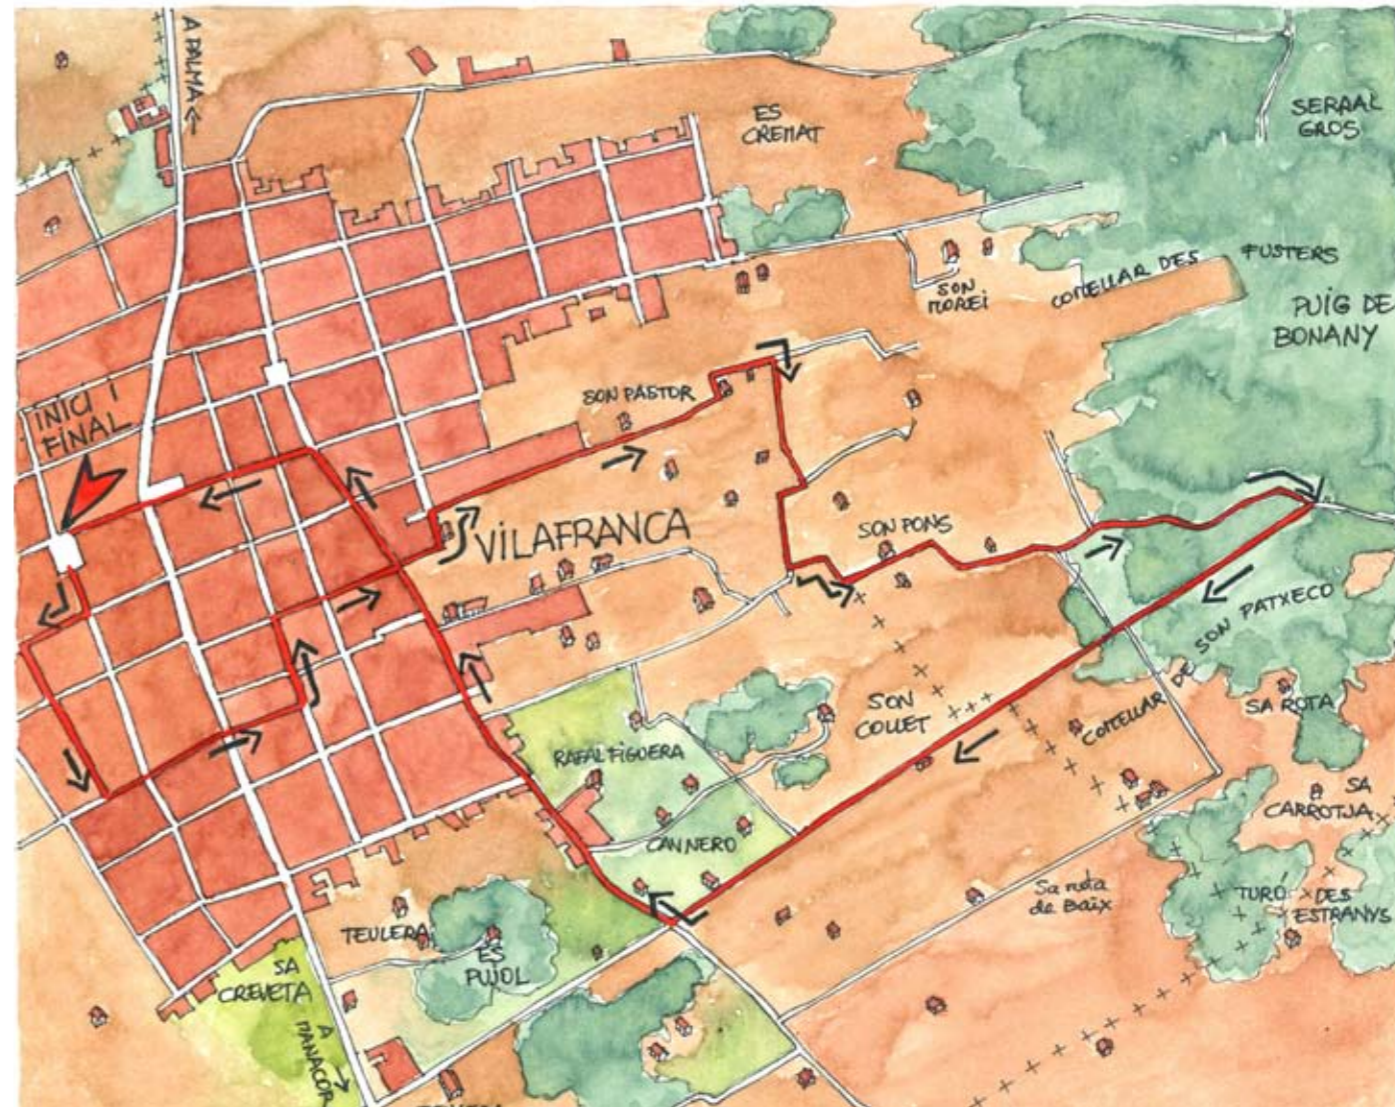 A PALMA
ES
CREMAT
SERRAL
GROS
SON
MOREI
COMELLAR DES FUSTERS
PUIG DE
BONANY
INICI I
FINAL
SON PASTOR
VILAFRANCA
SON PONS
COMELLAR DE SON PATXECO
SON
COLLET
SA ROTA
RAFAL FIGUERA
SA
CARROTJA
CAN NERO
Sa rota
de Baix
TURÓ DES
ESTRANYS
TEULERA
ES
PUJOL
SA
CREVETA
A
MANACOR